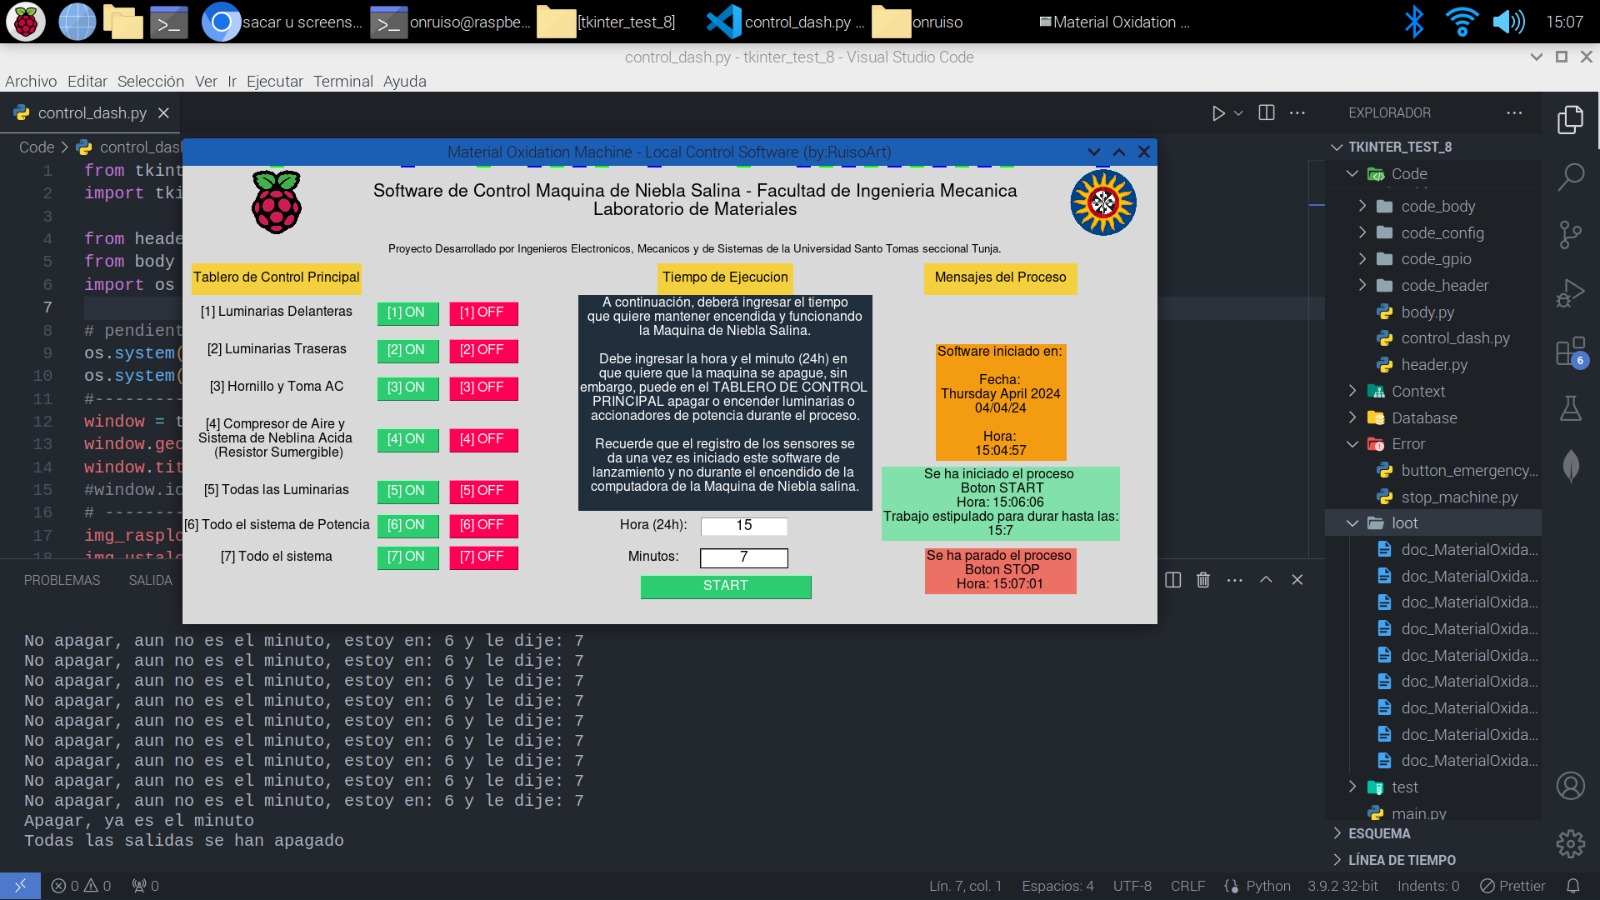 sacar u screens...
onruiso@raspbe...
[tkinter_test_8]
control_dash.py ...
onruiso
Material Oxidation ...
15:07
control_dash.py - tkinter_test_8 - Visual Studio Code
Archivo Editar Selección Ver Ir Ejecutar Terminal Ayuda
control_dash.py
Code > control_das
1 from tkint
2 import tki
3
4 from heade
5 from body
6 import os
7
8 # pendient
9 os.system(
10 os.system(
11 #---------
12 window = t
13 window.geo
14 window.tit
15 #window.ic
16 # --------
17 img_rasplo
18 img_ustalo
Material Oxidation Machine - Local Control Software (by:RuisoArt)
Software de Control Maquina de Niebla Salina - Facultad de Ingenieria Mecanica
Laboratorio de Materiales
Proyecto Desarrollado por Ingenieros Electronicos, Mecanicos y de Sistemas de la Universidad Santo Tomas seccional Tunja.
Tablero de Control Principal
[1] Luminarias Delanteras [1] ON [1] OFF
[2] Luminarias Traseras [2] ON [2] OFF
[3] Hornillo y Toma AC [3] ON [3] OFF
[4] Compresor de Aire y
Sistema de Neblina Acida [4] ON [4] OFF
(Resistor Sumergible)
[5] Todas las Luminarias [5] ON [5] OFF
[6] Todo el sistema de Potencia [6] ON [6] OFF
[7] Todo el sistema [7] ON [7] OFF
Tiempo de Ejecucion
A continuación, deberá ingresar el tiempo
que quiere mantener encendida y funcionando
la Maquina de Niebla Salina.
Debe ingresar la hora y el minuto (24h) en
que quiere que la maquina se apague, sin
embargo, puede en el TABLERO DE CONTROL
PRINCIPAL apagar o encender luminarias o
accionadores de potencia durante el proceso.
Recuerde que el registro de los sensores se
da una vez es iniciado este software de
lanzamiento y no durante el encendido de la
computadora de la Maquina de Niebla salina.
Hora (24h): 15
Minutos: 7
START
Mensajes del Proceso
Software iniciado en:
Fecha:
Thursday April 2024
04/04/24
Hora:
15:04:57
Se ha iniciado el proceso
Boton START
Hora: 15:06:06
Trabajo estipulado para durar hasta las:
15:7
Se ha parado el proceso
Boton STOP
Hora: 15:07:01
PROBLEMAS SALIDA
No apagar, aun no es el minuto, estoy en: 6 y le dije: 7
No apagar, aun no es el minuto, estoy en: 6 y le dije: 7
No apagar, aun no es el minuto, estoy en: 6 y le dije: 7
No apagar, aun no es el minuto, estoy en: 6 y le dije: 7
No apagar, aun no es el minuto, estoy en: 6 y le dije: 7
No apagar, aun no es el minuto, estoy en: 6 y le dije: 7
No apagar, aun no es el minuto, estoy en: 6 y le dije: 7
No apagar, aun no es el minuto, estoy en: 6 y le dije: 7
No apagar, aun no es el minuto, estoy en: 6 y le dije: 7
Apagar, ya es el minuto
Todas las salidas se han apagado
EXPLORADOR
TKINTER_TEST_8
Code
code_body
code_config
code_gpio
code_header
body.py
control_dash.py
header.py
Context
Database
Error
button_emergency...
stop_machine.py
loot
doc_MaterialOxida...
doc_MaterialOxida...
doc_MaterialOxida...
doc_MaterialOxida...
doc_MaterialOxida...
doc_MaterialOxida...
doc_MaterialOxida...
doc_MaterialOxida...
doc_MaterialOxida...
test
main.py
ESQUEMA
LÍNEA DE TIEMPO
6
0 0 0
Lín. 7, col. 1 Espacios: 4 UTF-8 CRLF Python 3.9.2 32-bit Indents: 0 Prettier